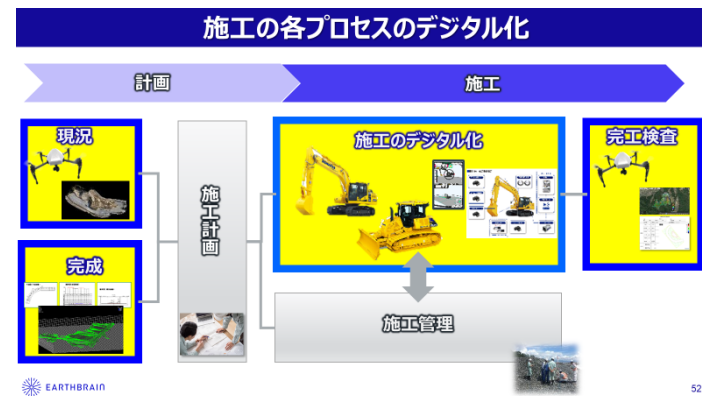 施工の各プロセスのデジタル化
計画
施工
現況
完成
施工計画
施工のデジタル化
施工管理
完工検査
EARTHBRAIN
52